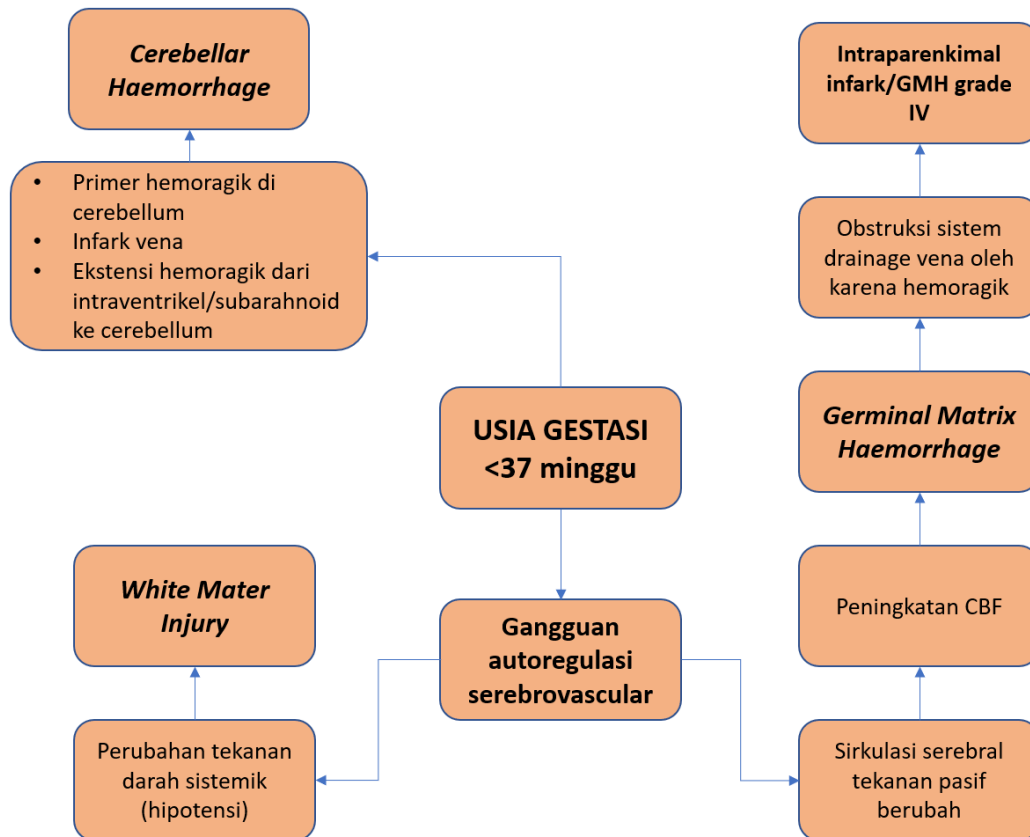 Cerebellar
Haemorrhage
Intraparenkimal
infark/GMH grade
IV
• Primer hemoragik di
cerebellum
• Infark vena
• Ekstensi hemoragik dari
intraventrikel/subarahnoid
ke cerebellum
Obstruksi sistem
drainage vena oleh
karena hemoragik
USIA GESTASI
<37 minggu
Germinal Matrix
Haemorrhage
White Mater
Injury
Gangguan
autoregulasi
serebrovascular
Peningkatan CBF
Perubahan tekanan
darah sistemik
(hipotensi)
Sirkulasi serebral
tekanan pasif
berubah